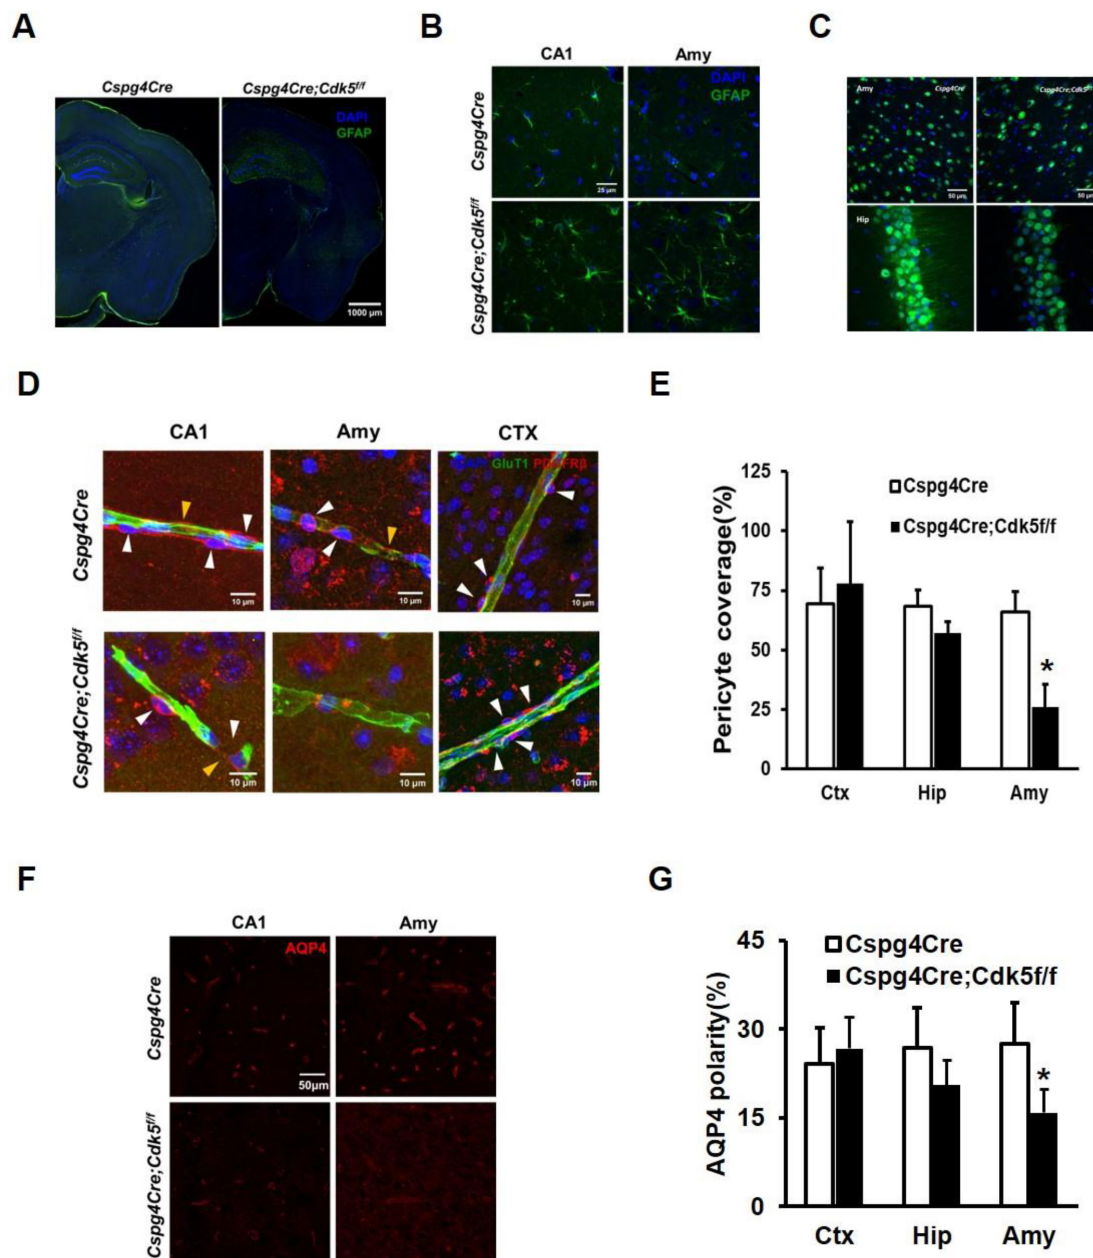 A
Cspg4Cre
Cspg4Cre;Cdk5f/f
DAPI
GFAP
1000 µm
B
CA1
Amy
Cspg4Cre
Cspg4Cre;Cdk5f/f
DAPI
GFAP
25 µm
C
Amy
Cspg4Cre
50 µm
Cspg4Cre;Cdk5f
50 µm
Hip
D
CA1
Amy
CTX
Cspg4Cre
DAPI GluT1 PDGFRβ
10 µm
10 µm
10 µm
Cspg4Cre;Cdk5f/f
10 µm
10 µm
10 µm
E
Pericyte coverage(%)
125
100
75
50
25
0
Cspg4Cre
Cspg4Cre;Cdk5f/f
*
Ctx
Hip
Amy
F
CA1
Amy
Cspg4Cre
AQP4
50µm
Cspg4Cre;Cdk5f/f
G
AQP4 polarity(%)
45
30
15
0
Cspg4Cre
Cspg4Cre;Cdk5f/f
*
Ctx
Hip
Amy